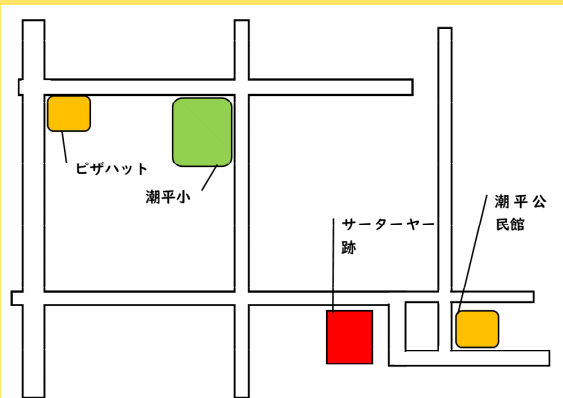 ピザハット
潮平小
サーターヤー
跡
潮平公
民館